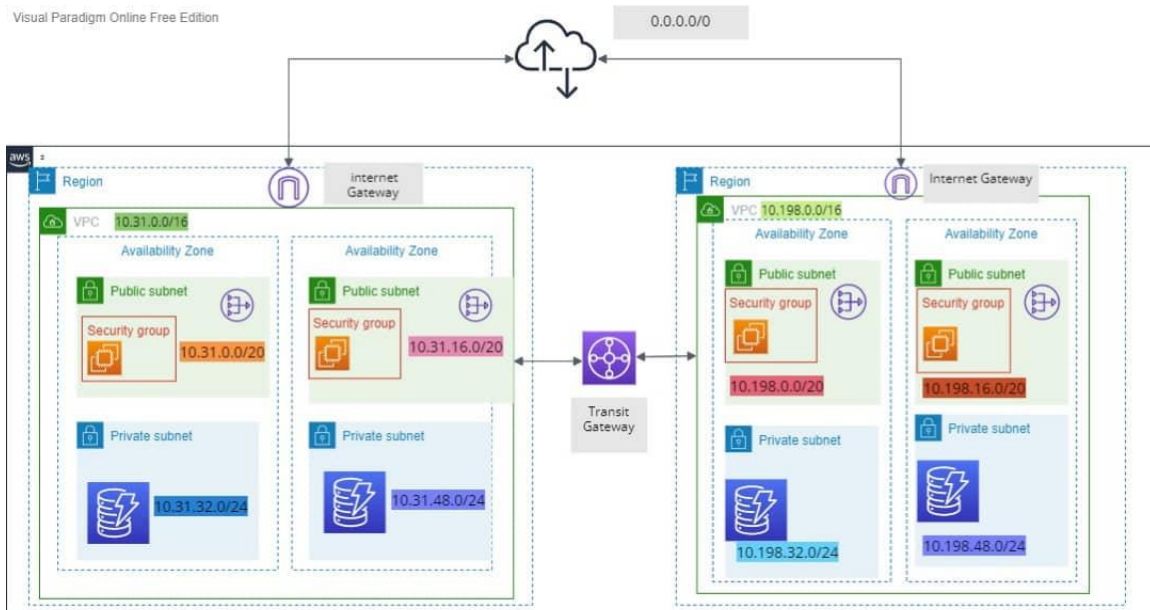 Visual Paradigm Online Free Edition
0.0.0.0/0
aws
Region
internet
Gateway
VPC 10.31.0.0/16
Availability Zone
Public subnet
Security group
10.31.0.0/20
Private subnet
10.31.32.0/24
Availability Zone
Public subnet
Security group
10.31.16.0/20
Private subnet
10.31.48.0/24
Transit
Gateway
Region
Internet Gateway
VPC 10.198.0.0/16
Availability Zone
Public subnet
Security group
10.198.0.0/20
Private subnet
10.198.32.0/24
Availability Zone
Public subnet
Security group
10.198.16.0/20
Private subnet
10.198.48.0/24